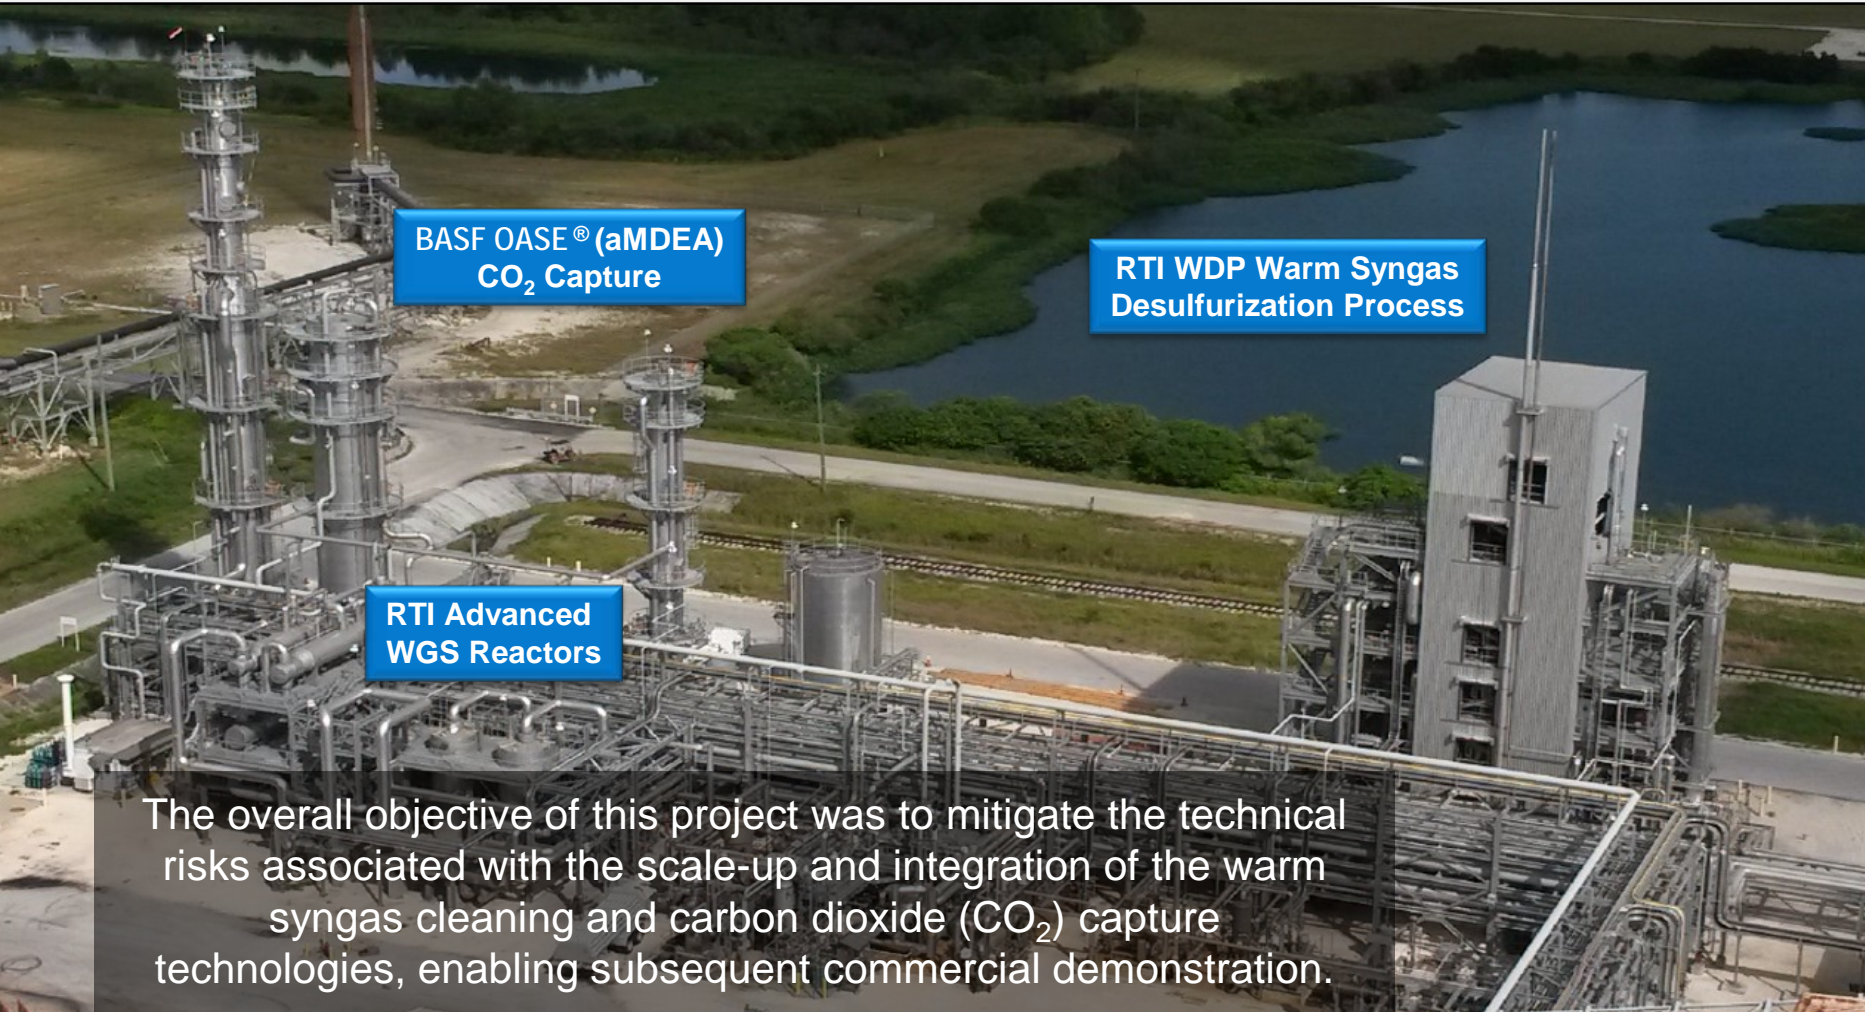 BASF OASE ® (aMDEA)
CO₂ Capture
RTI WDP Warm Syngas
Desulfurization Process
RTI Advanced
WGS Reactors
The overall objective of this project was to mitigate the technical
risks associated with the scale-up and integration of the warm
syngas cleaning and carbon dioxide (CO₂) capture
technologies, enabling subsequent commercial demonstration.